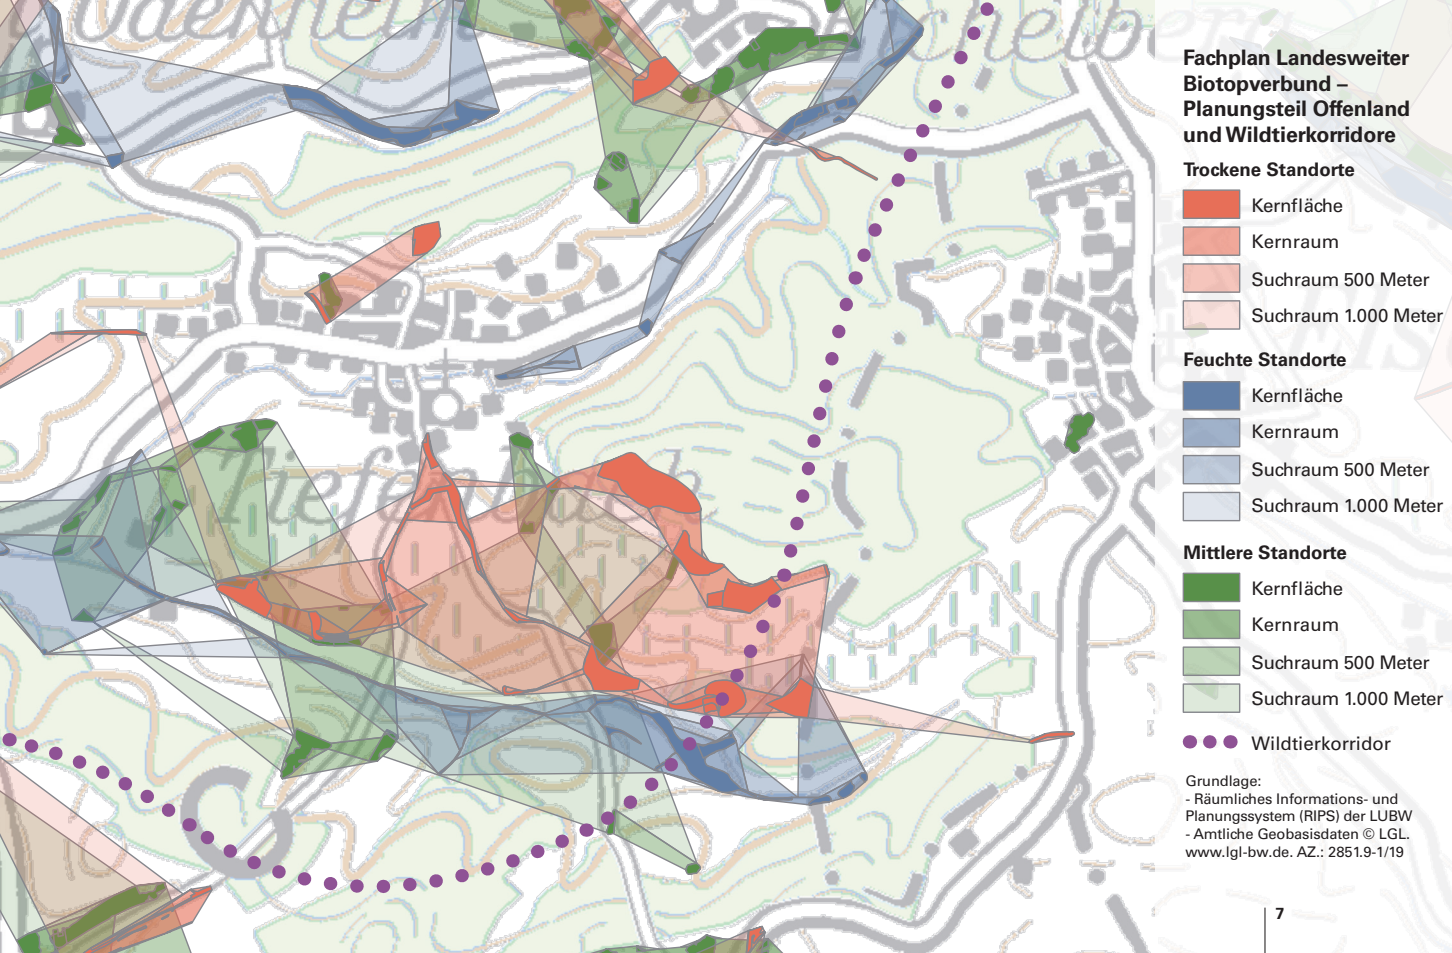 Fachplan Landesweiter
Biotopverbund –
Planungsteil Offenland
und Wildtierkorridore
Trockene Standorte
Kernfläche
Kernraum
Suchraum 500 Meter
Suchraum 1.000 Meter
Feuchte Standorte
Kernfläche
Kernraum
Suchraum 500 Meter
Suchraum 1.000 Meter
Mittlere Standorte
Kernfläche
Kernraum
Suchraum 500 Meter
Suchraum 1.000 Meter
Wildtierkorridor
Grundlage:
- Räumliches Informations- und
Planungssystem (RIPS) der LUBW
- Amtliche Geobasisdaten © LGL.
www.lgl-bw.de. AZ.: 2851.9-1/19
7